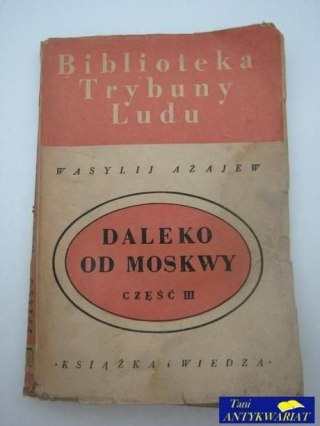 Biblioteka
Trybuny
Ludu
WASYLIJ AŻAJEW
DALEKO
OD MOSKWY
CZĘŚĆ III
·KSIĄŻKA i WIEDZA·
Tani
ANTYKWARIAT